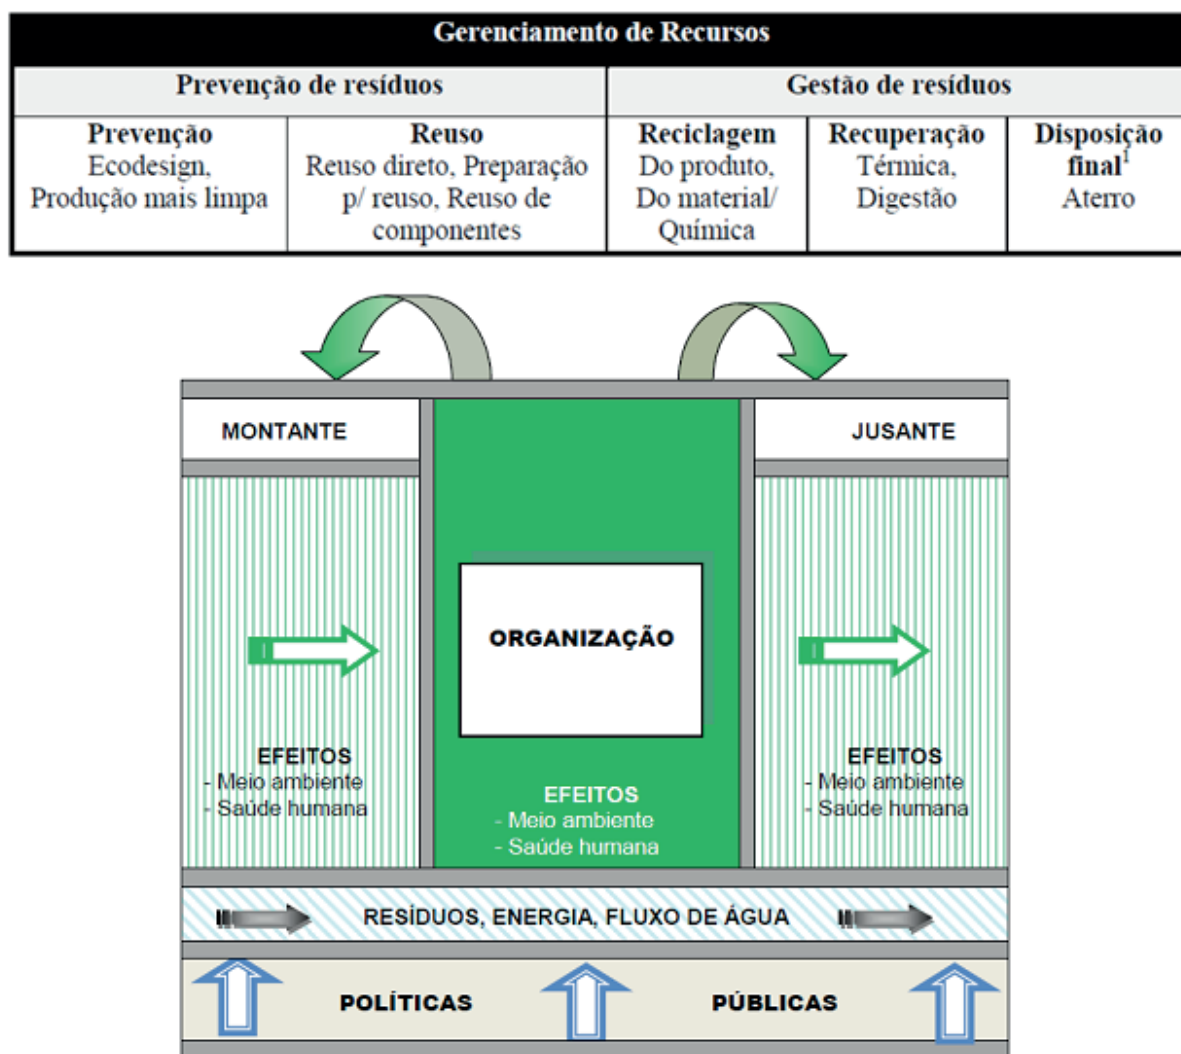 Gerenciamento de Recursos
Prevenção de resíduos
Gestão de resíduos
Prevenção
Ecodesign,
Produção mais limpa
Reuso
Reuso direto, Preparação
p/ reuso, Reuso de
componentes
Reciclagem
Do produto,
Do material/
Química
Recuperação
Térmica,
Digestão
Disposição
final¹
Aterro
MONTANTE
JUSANTE
ORGANIZAÇÃO
EFEITOS
- Meio ambiente
- Saúde humana
EFEITOS
- Meio ambiente
- Saúde humana
EFEITOS
- Meio ambiente
- Saúde humana
RESÍDUOS, ENERGIA, FLUXO DE ÁGUA
POLÍTICAS PÚBLICAS